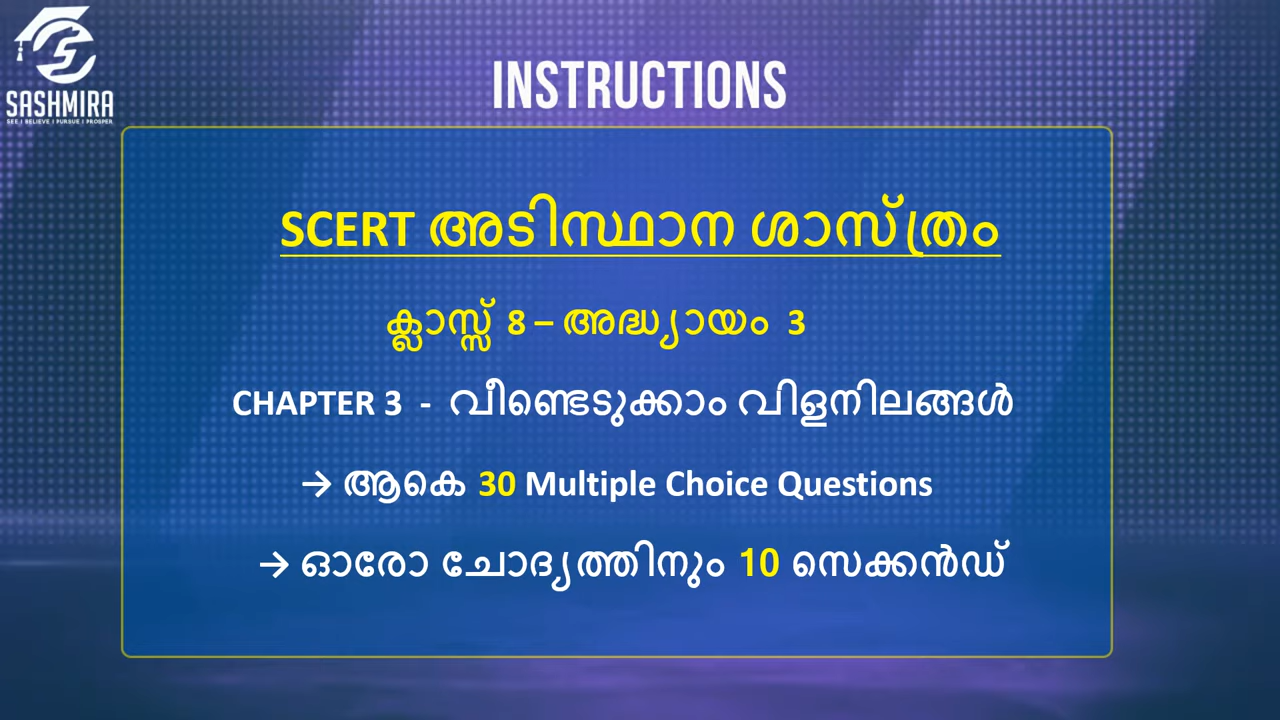 SASHMIRA
SEE | BELIEVE | PURSUE | PROSPER
INSTRUCTIONS
SCERT അടിസ്ഥാന ശാസ്ത്രം
ക്ലാസ്സ് 8 – അദ്ധ്യായം 3
CHAPTER 3 - വീണ്ടെടുക്കാം വിളനിലങ്ങൾ
→ ആകെ 30 Multiple Choice Questions
→ ഓരോ ചോദ്യത്തിനും 10 സെക്കൻഡ്